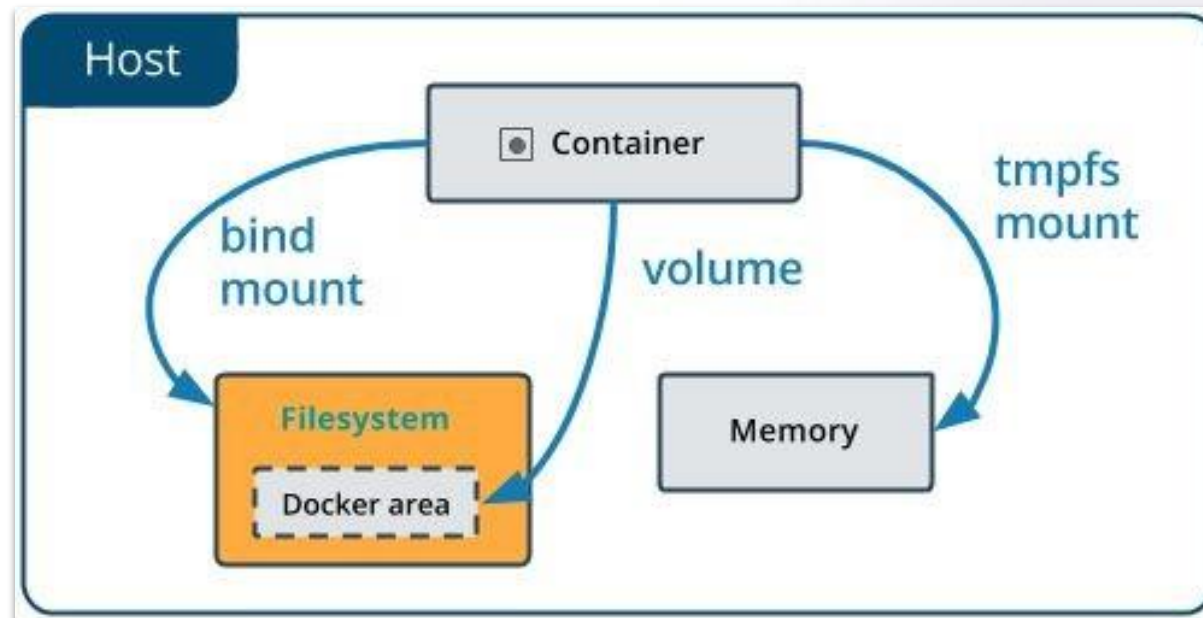 Host
Container
bind
mount
volume
tmpfs
mount
Filesystem
Docker area
Memory